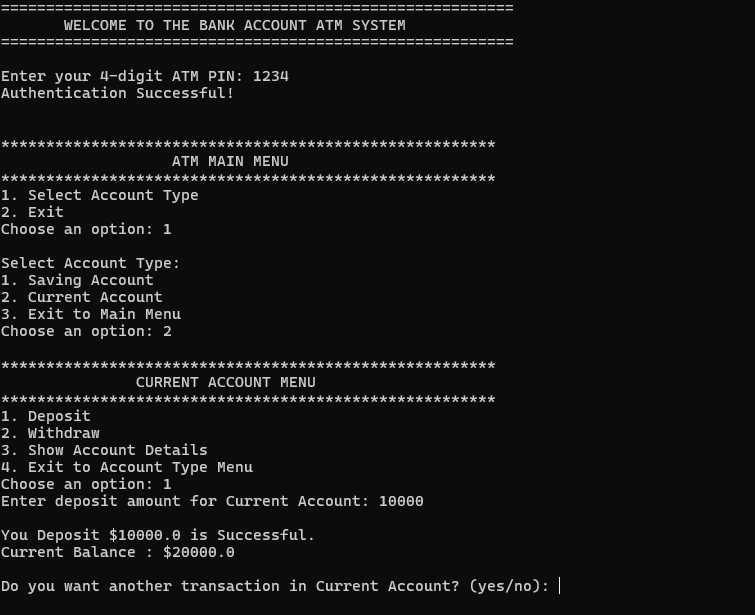 =========================================================
WELCOME TO THE BANK ACCOUNT ATM SYSTEM
=========================================================
Enter your 4-digit ATM PIN: 1234
Authentication Successful!
*******************************************************
ATM MAIN MENU
*******************************************************
1. Select Account Type
2. Exit
Choose an option: 1
Select Account Type:
1. Saving Account
2. Current Account
3. Exit to Main Menu
Choose an option: 2
*******************************************************
CURRENT ACCOUNT MENU
*******************************************************
1. Deposit
2. Withdraw
3. Show Account Details
4. Exit to Account Type Menu
Choose an option: 1
Enter deposit amount for Current Account: 10000
You Deposit $10000.0 is Successful.
Current Balance : $20000.0
Do you want another transaction in Current Account? (yes/no):